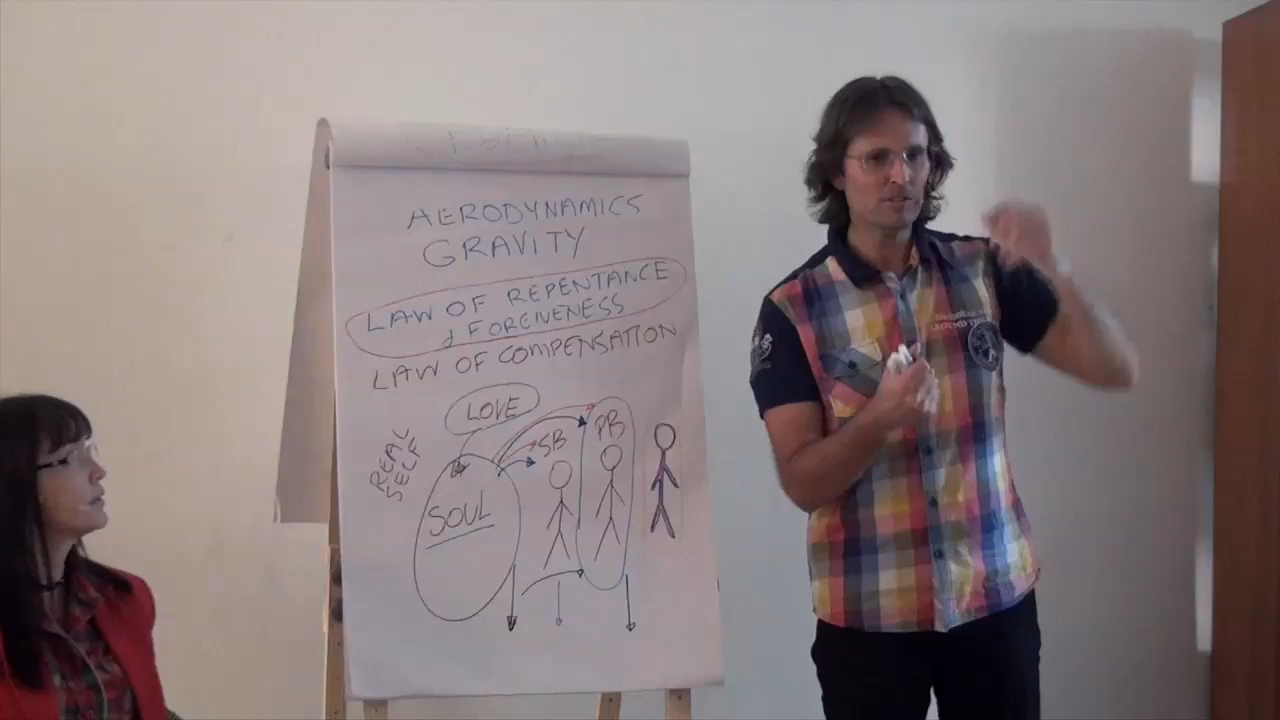 AERODYNAMICS
GRAVITY
LAW OF REPENTANCE
& FORGIVENESS
LAW OF COMPENSATION
LOVE
REAL
SELF
SB
PB
SOUL